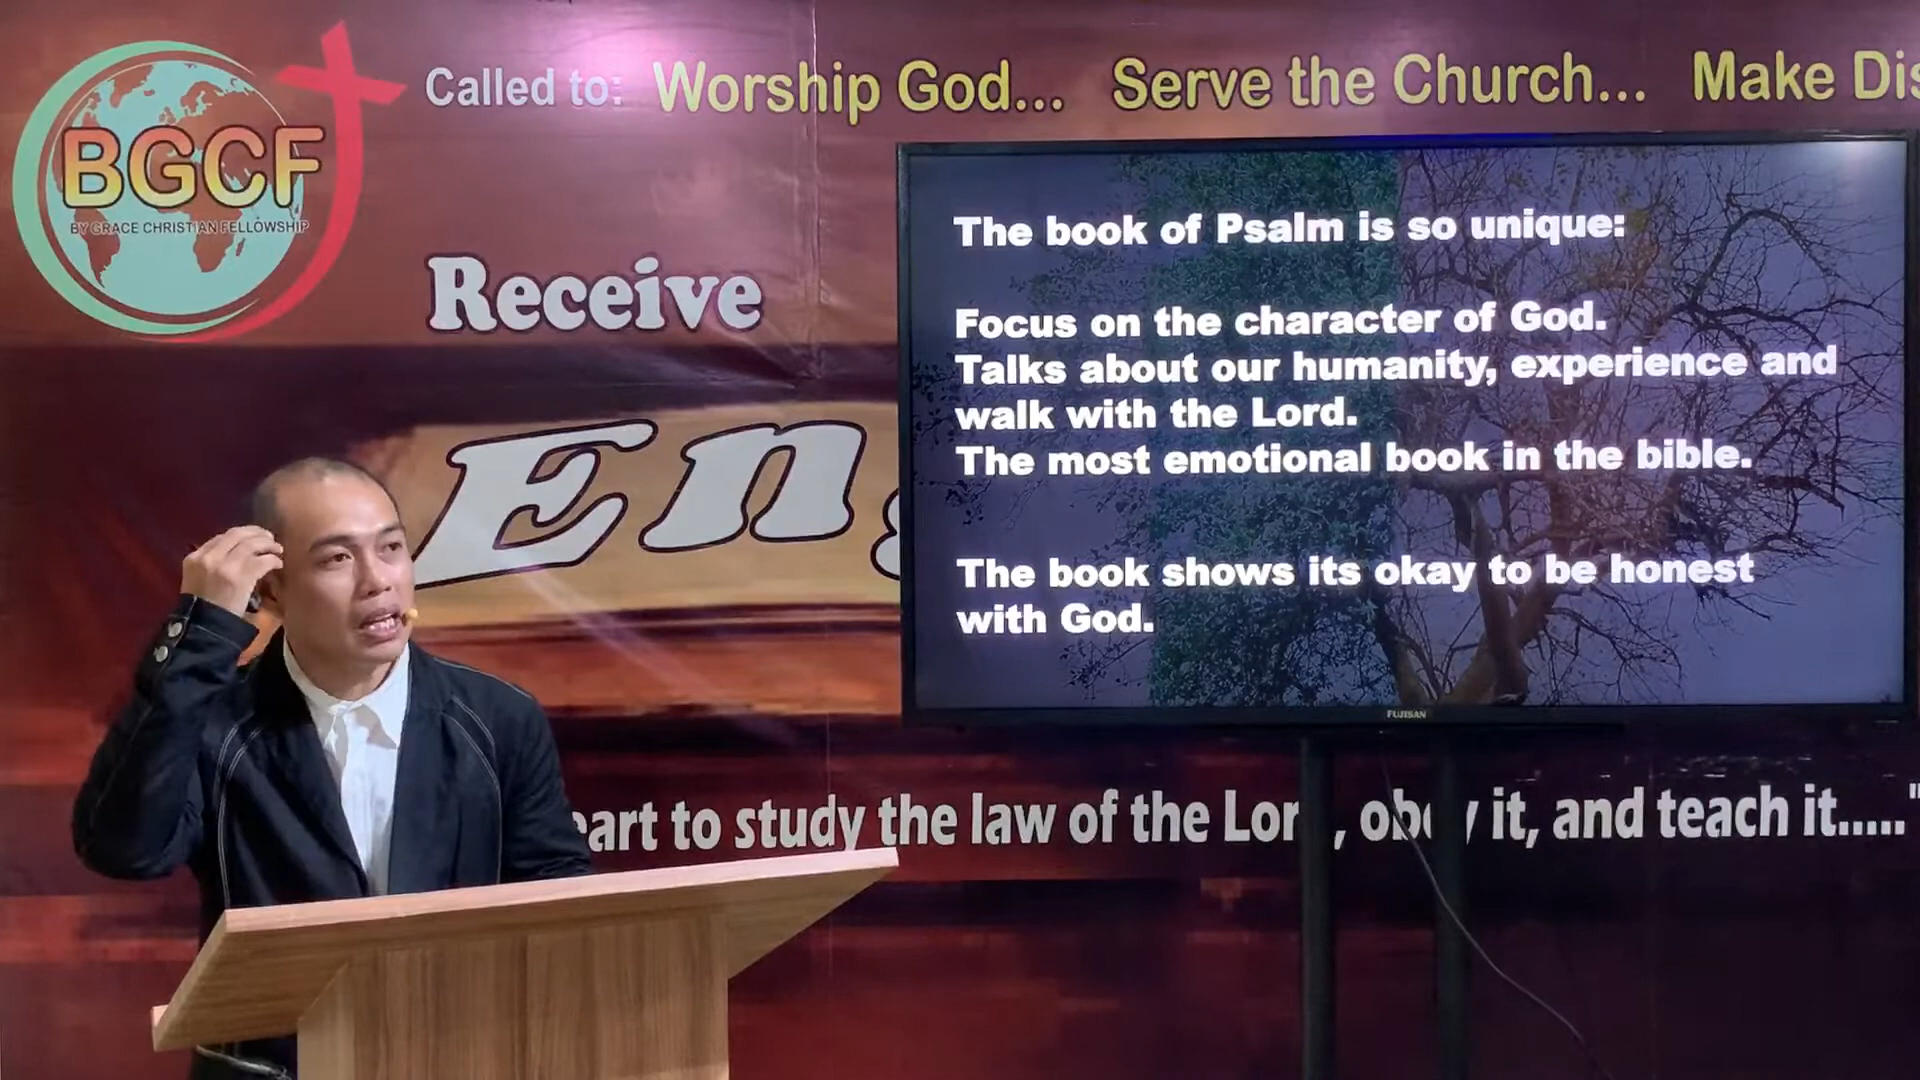 Called to: Worship God... Serve the Church... Make Dis
BGCF
BY GRACE CHRISTIAN FELLOWSHIP
Receive
Eng
The book of Psalm is so unique:
Focus on the character of God.
Talks about our humanity, experience and
walk with the Lord.
The most emotional book in the bible.
The book shows its okay to be honest
with God.
FUJISAN
eart to study the law of the Lor , obey it, and teach it....."